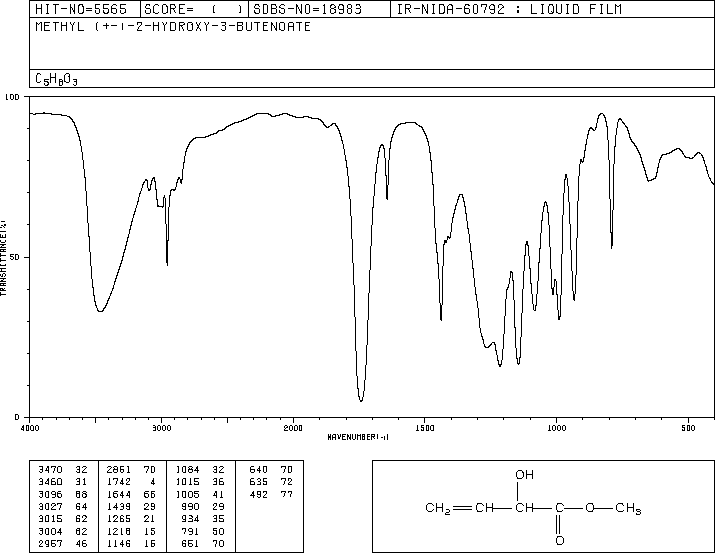 HIT-NO=5565 SCORE= ( ) SDBS-NO=18983 IR-NIDA-60792 : LIQUID FILM
METHYL (+-)-2-HYDROXY-3-BUTENOATE
C5H8O3
100
50
0
TRANSMITTANCE(%)
4000 3000 2000 1500 1000 500
WAVENUMBER(-1)
3470 32 2861 70 1084 32 640 70
3460 31 1742 4 1015 36 635 72
3096 68 1644 66 1005 41 492 77
3027 64 1439 29 990 29
3015 62 1265 21 934 35
3004 62 1218 15 791 50
2957 46 1146 16 651 70
OH
CH2=CH-CH-C-O-CH3
O